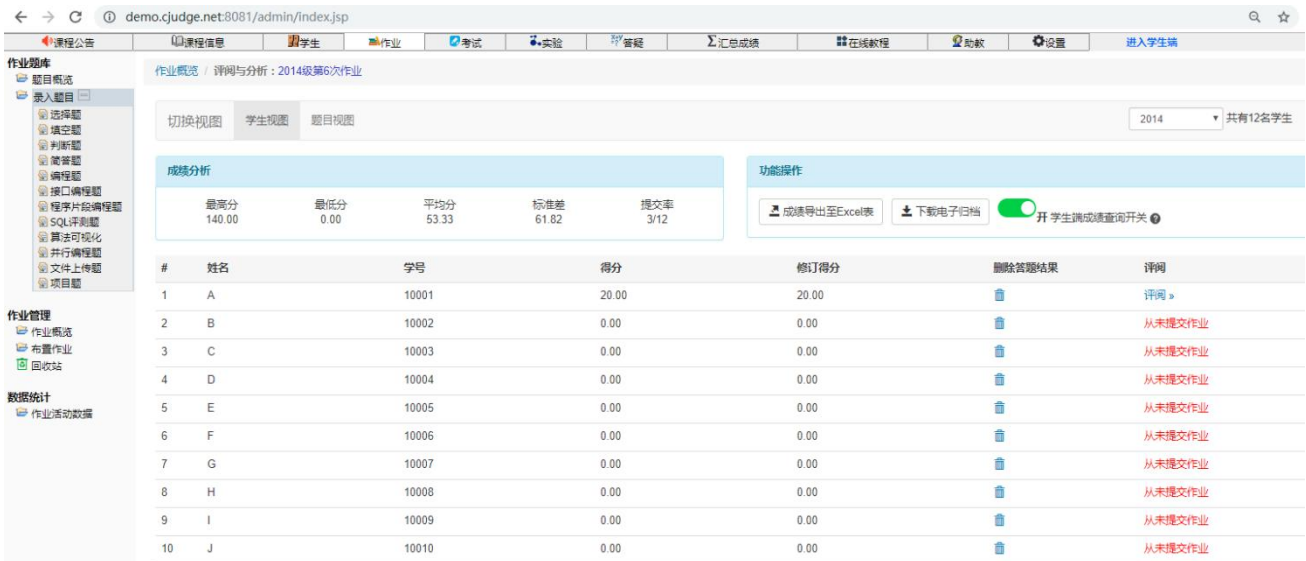 demo.cjudge.net:8081/admin/index.jsp
课程公告 课程信息 学生 作业 考试 实验 答疑 汇总成绩 在线教程 助教 设置 进入学生端
作业题库
题目概览
录入题目
选择题
填空题
判断题
简答题
编程题
接口编程题
程序片段编程题
SQL评测题
算法可视化
并行编程题
文件上传题
项目题
作业管理
作业概览
布置作业
回收站
数据统计
作业活动数据
作业概览 / 评阅与分析：2014级第6次作业
切换视图 学生视图 题目视图
2014 共有12名学生
成绩分析
最高分 最低分 平均分 标准差 提交率
140.00 0.00 53.33 61.82 3/12
功能操作
成绩导出至Excel表 下载电子归档 开 学生端成绩查询开关
# 姓名 学号 得分 修订得分 删除答题结果 评阅
1 A 10001 20.00 20.00 评阅 »
2 B 10002 0.00 0.00 从未提交作业
3 C 10003 0.00 0.00 从未提交作业
4 D 10004 0.00 0.00 从未提交作业
5 E 10005 0.00 0.00 从未提交作业
6 F 10006 0.00 0.00 从未提交作业
7 G 10007 0.00 0.00 从未提交作业
8 H 10008 0.00 0.00 从未提交作业
9 I 10009 0.00 0.00 从未提交作业
10 J 10010 0.00 0.00 从未提交作业